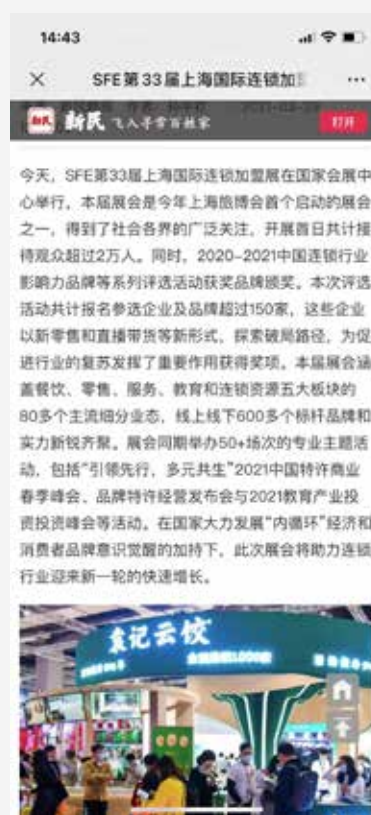 14:43
SFE第33届上海国际连锁加
新民 飞入寻常百姓家
打开
今天，SFE第33届上海国际连锁加盟展在国家会展中
心举行，本届展会是今年上海旅博会首个启动的展会
之一，得到了社会各界的广泛关注，开展首日共计接
待观众超过2万人。同时，2020-2021中国连锁行业
影响力品牌等系列评选活动获奖品牌颁奖。本次评选
活动共计报名参选企业及品牌超过150家，这些企业
以新零售和直播带货等新形式，探索破局路径，为促
进行业的复苏发挥了重要作用获得奖项。本届展会涵
盖餐饮、零售、服务、教育和连锁资源五大板块的
80多个主流细分业态，线上线下600多个标杆品牌和
实力新锐齐聚。展会同期举办50+场次的专业主题活
动，包括“引领先行，多元共生”2021中国特许商业
春季峰会、品牌特许经营发布会与2021教育产业投
资投资峰会等活动。在国家大力发展“内循环”经济和
消费者品牌意识觉醒的加持下，此次展会将助力连锁
行业迎来新一轮的快速增长。
袁记云饺